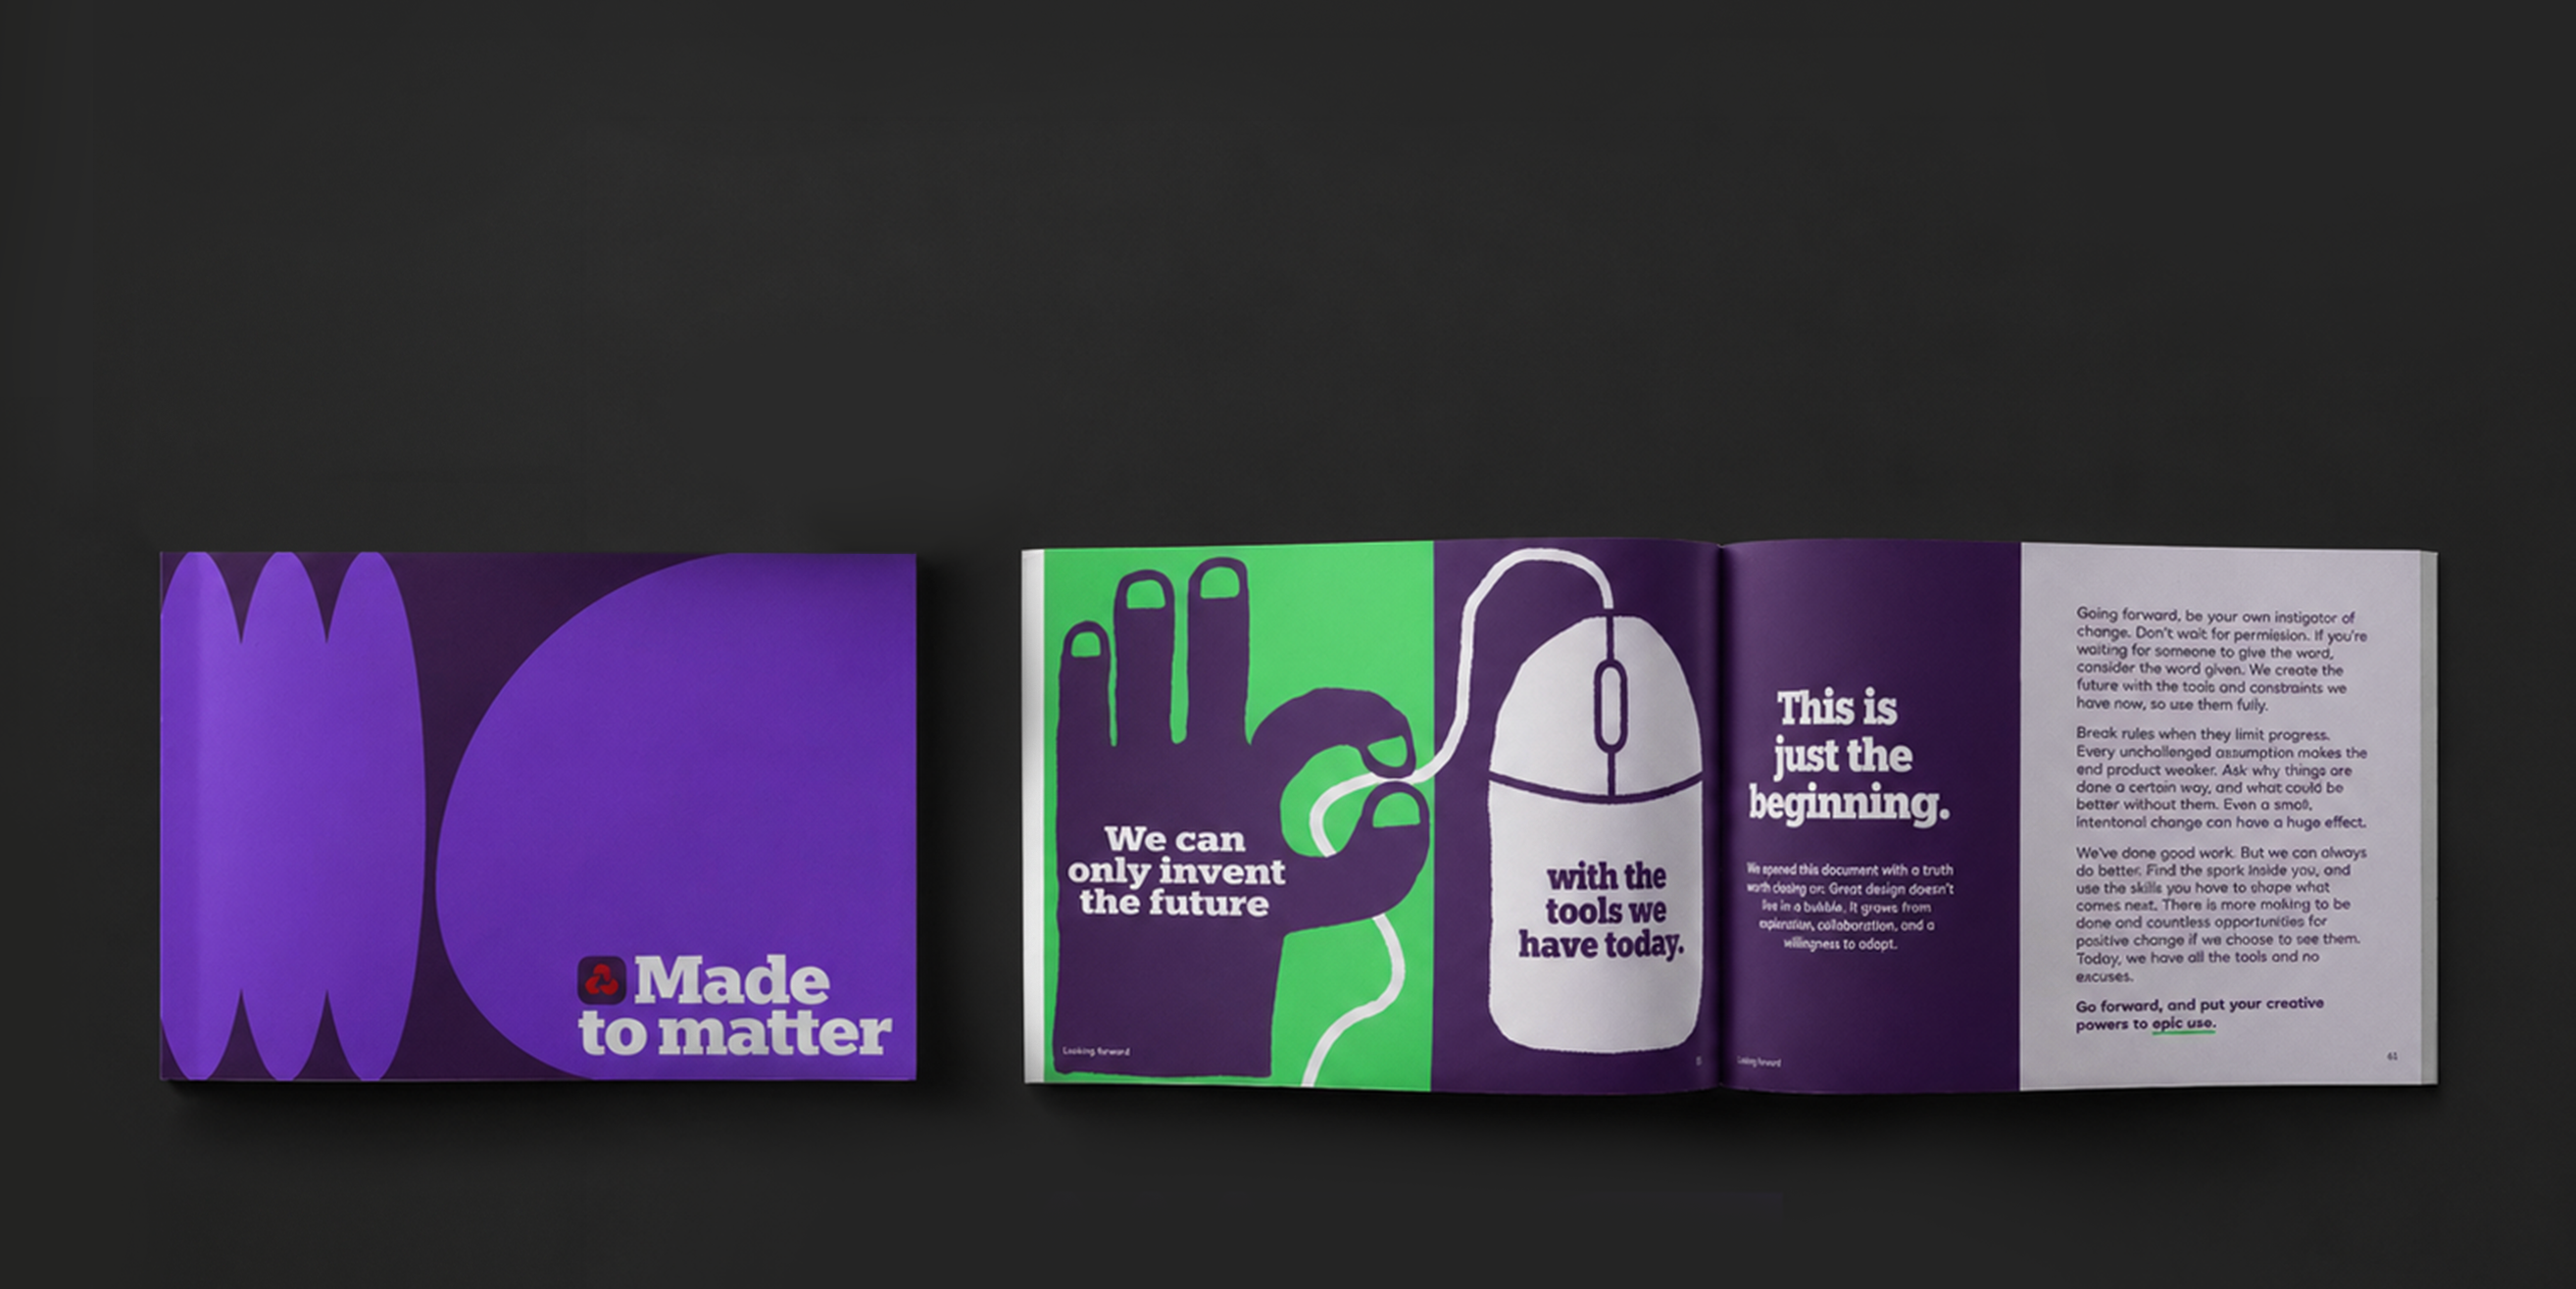 Made
to matter
We can
only invent
the future
Looking forward
with the
tools we
have today.
This is
just the
beginning.
We opened this document with a truth
worth closing on: Great design doesn't
live in a bubble. It grows from
exploration, collaboration, and a
willingness to adapt.
Looking forward
Going forward, be your own instigator of
change. Don't wait for permission. If you're
waiting for someone to give the word,
consider the word given. We create the
future with the tools and constraints we
have now, so use them fully.
Break rules when they limit progress.
Every unchallenged assumption makes the
end product weaker. Ask why things are
done a certain way, and what could be
better without them. Even a small,
intentonal change can have a huge effect.
We've done good work. But we can always
do better. Find the spark inside you, and
use the skills you have to shape what
comes next. There is more making to be
done and countless opportunities for
positive change if we choose to see them.
Today, we have all the tools and no
excuses.
Go forward, and put your creative
powers to epic use.
61